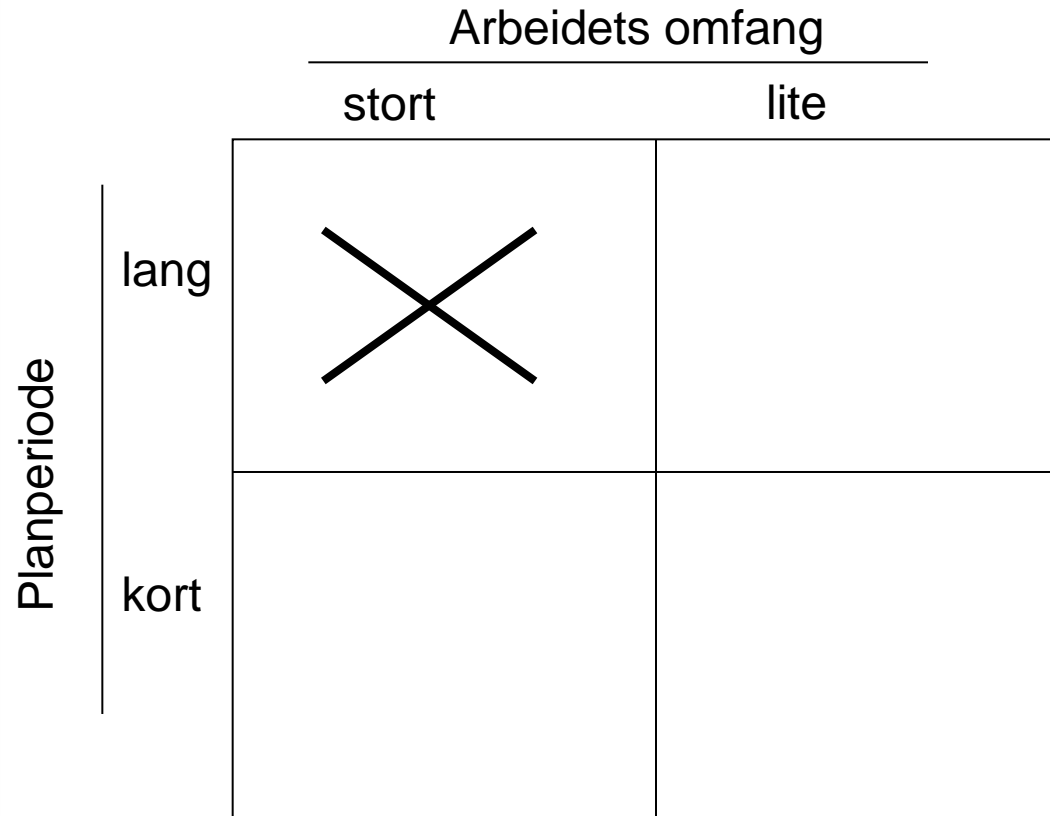 Arbeidets omfang
stort lite
lang
Planperiode
kort